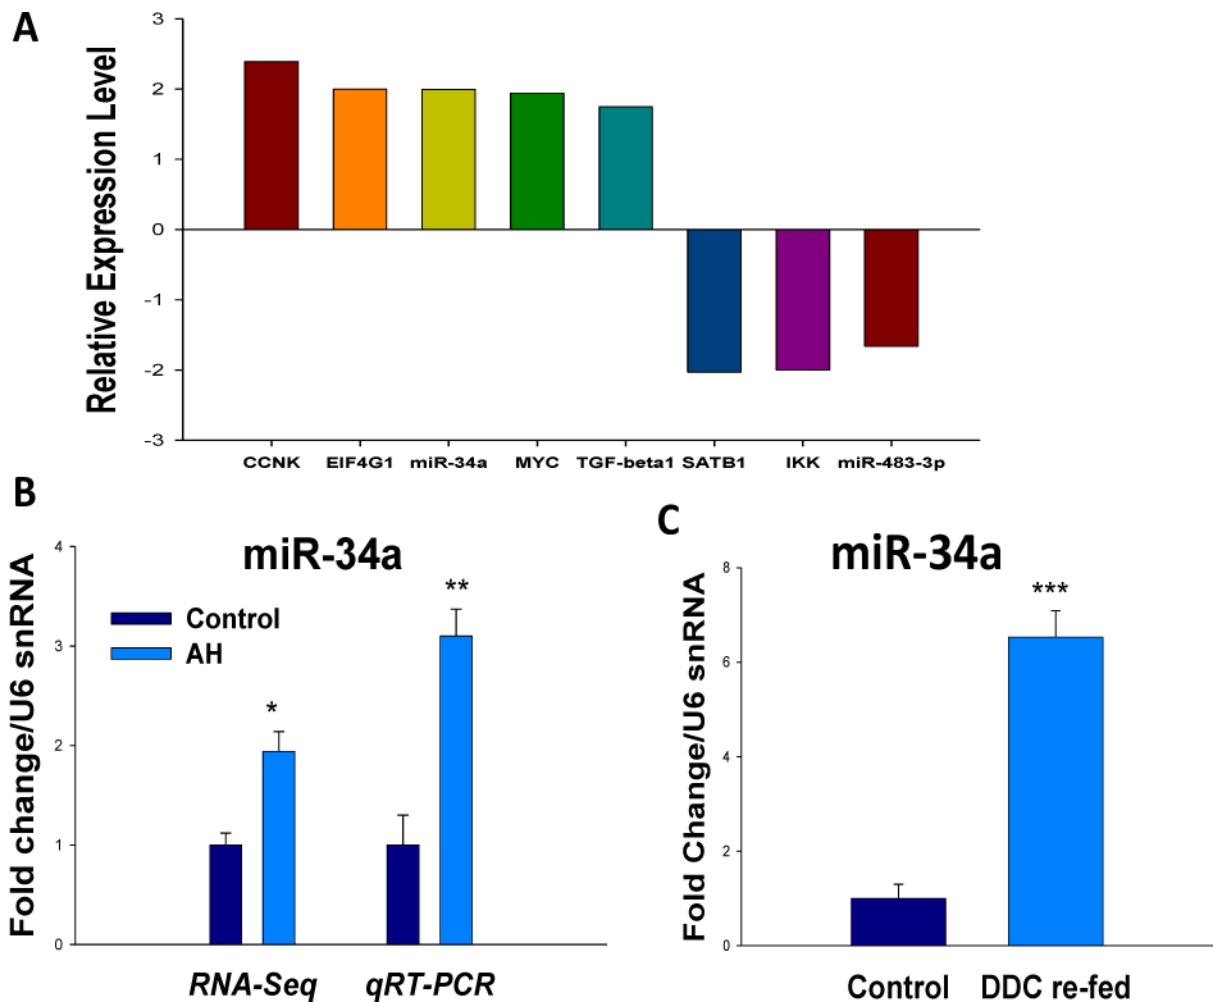 A
Relative Expression Level
3
2
1
0
-1
-2
-3
CCNK EIF4G1 miR-34a MYC TGF-beta1 SATB1 IKK miR-483-3p
B
miR-34a
Fold change/U6 snRNA
4
3
2
1
0
Control
AH
*
**
RNA-Seq qRT-PCR
C
miR-34a
Fold Change/U6 snRNA
8
6
4
2
0
***
Control DDC re-fed